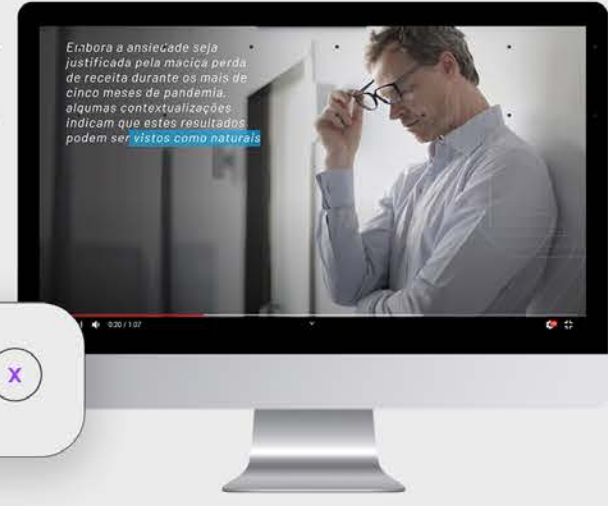 Embora a ansiedade seja
justificada pela maciça perda
de receita durante os mais de
cinco meses de pandemia,
algumas contextualizações
indicam que estes resultados
podem ser vistos como naturais
0:20 / 1:07
X